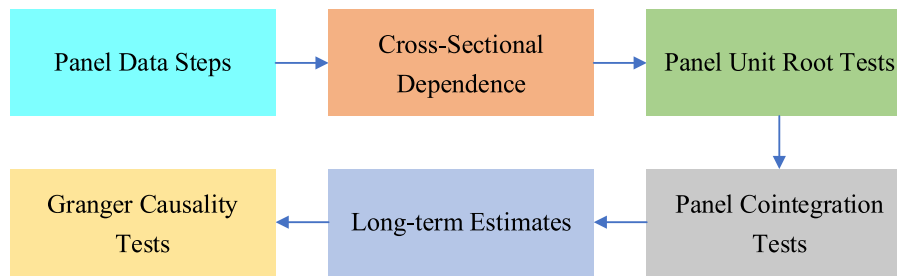 Panel Data Steps
Cross-Sectional
Dependence
Panel Unit Root Tests
Panel Cointegration
Tests
Long-term Estimates
Granger Causality
Tests